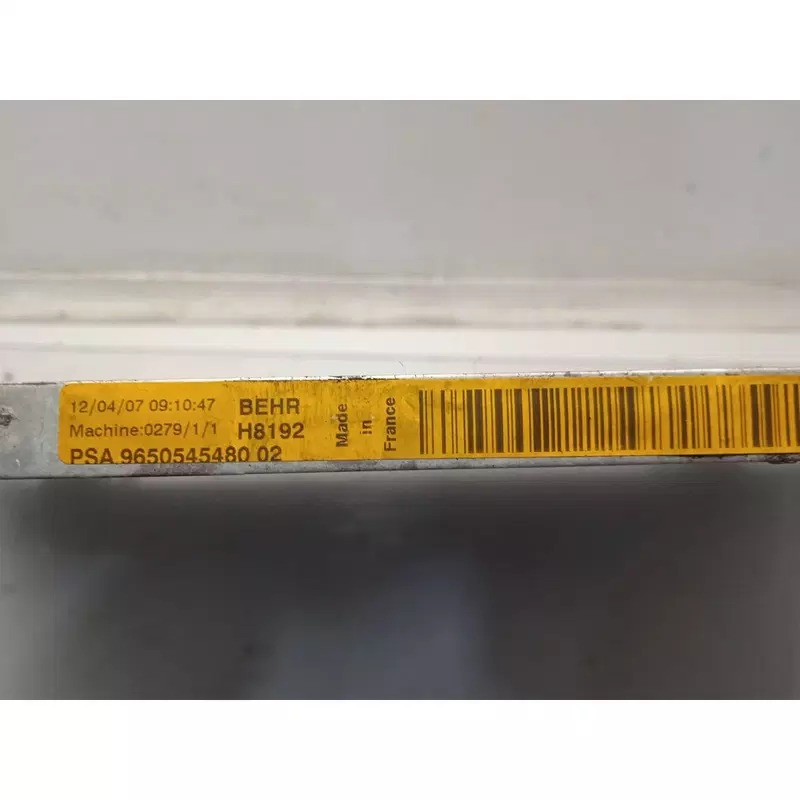 12/04/07 09:10:47 BEHR
Machine:0279/1/1 H8192
PSA 9650545480 02
Made
in
France